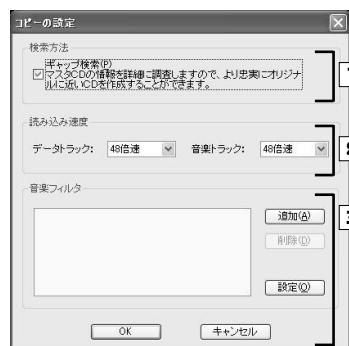 コピーの設定
検索方法
ギャップ検索(P)
マスタCDの情報を詳細に調査しますので、より忠実にオリジナ
ルに近いCDを作成することができます。
読み込み速度
データトラック: 48倍速 音楽トラック: 48倍速
音楽フィルタ
追加(A)
削除(D)
設定(O)
OK キャンセル